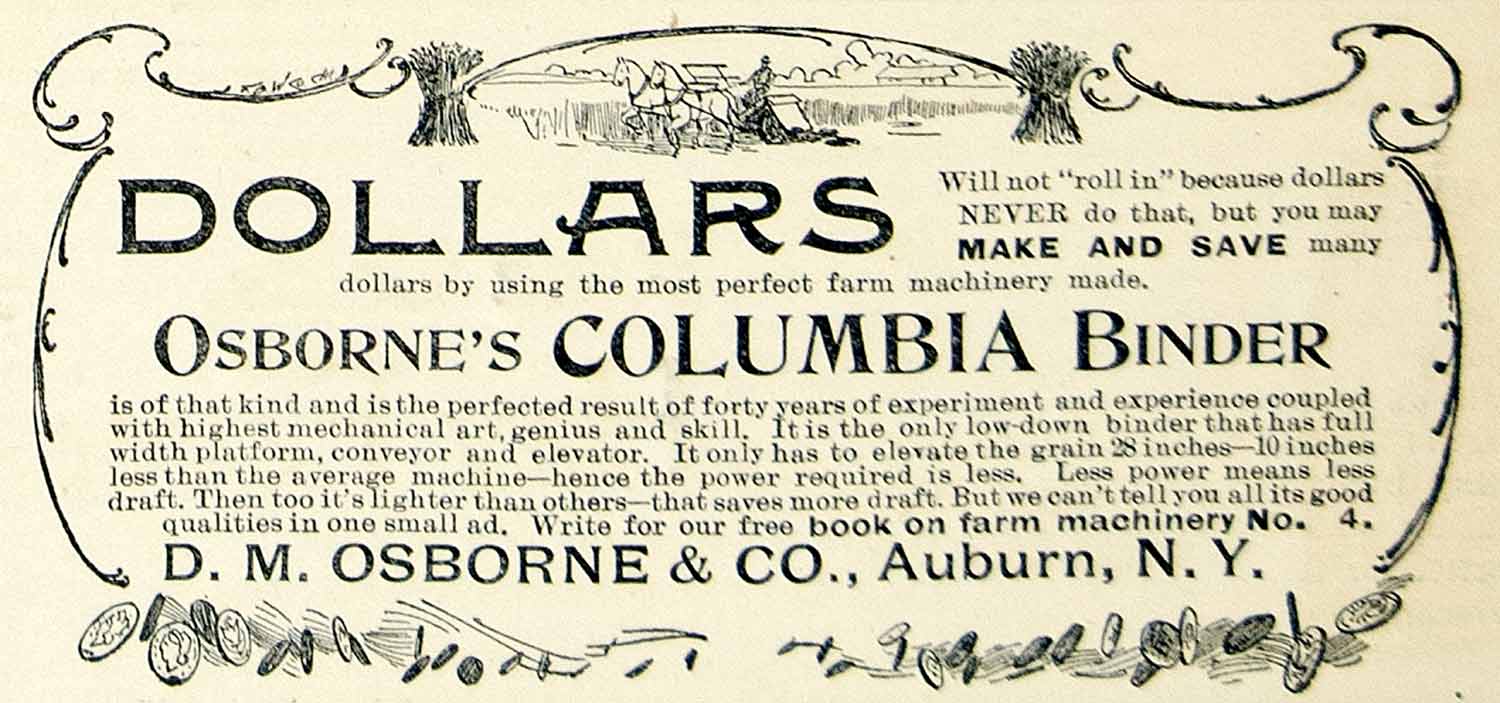 DOLLARS Will not "roll in" because dollars
NEVER do that, but you may
MAKE AND SAVE many
dollars by using the most perfect farm machinery made.
OSBORNE'S COLUMBIA BINDER
is of that kind and is the perfected result of forty years of experiment and experience coupled
with highest mechanical art, genius and skill. It is the only low-down binder that has full
width platform, conveyor and elevator. It only has to elevate the grain 28 inches—10 inches
less than the average machine—hence the power required is less. Less power means less
draft. Then too it's lighter than others—that saves more draft. But we can't tell you all its good
qualities in one small ad. Write for our free book on farm machinery No. 4.
D. M. OSBORNE & CO., Auburn, N. Y.